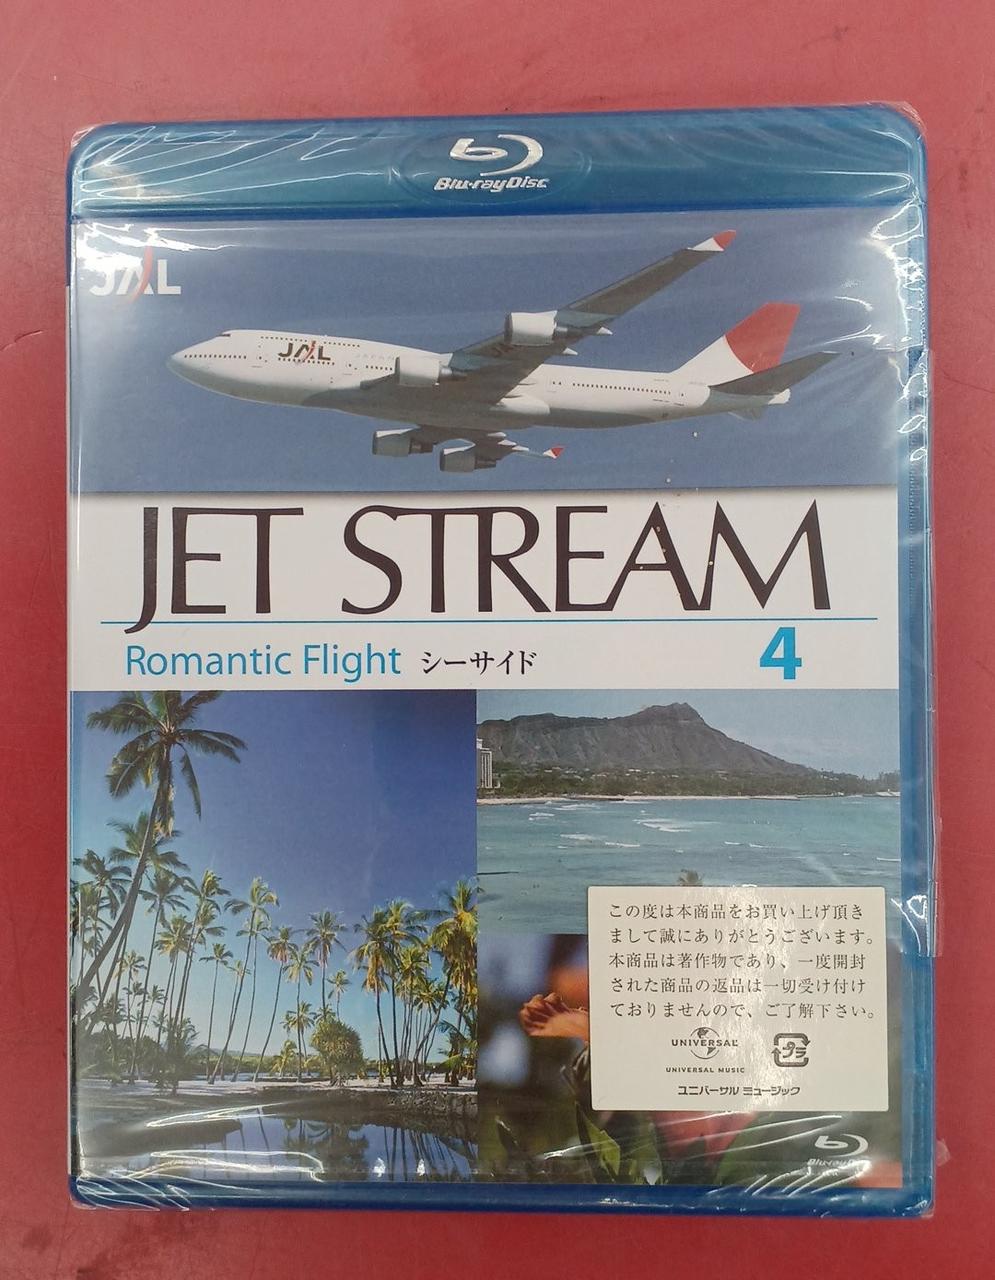 Blu-ray Disc
JAL
JAL
JAPAN
JET STREAM
Romantic Flight シーサイド
4
この度は本商品をお買い上げ頂き
まして誠にありがとうございます。
本商品は著作物であり、一度開封
された商品の返品は一切受け付け
ておりませんので、ご了解下さい。
UNIVERSAL
プラ
UNIVERSAL MUSIC
ユニバーサル ミュージック
Blu-ray Disc